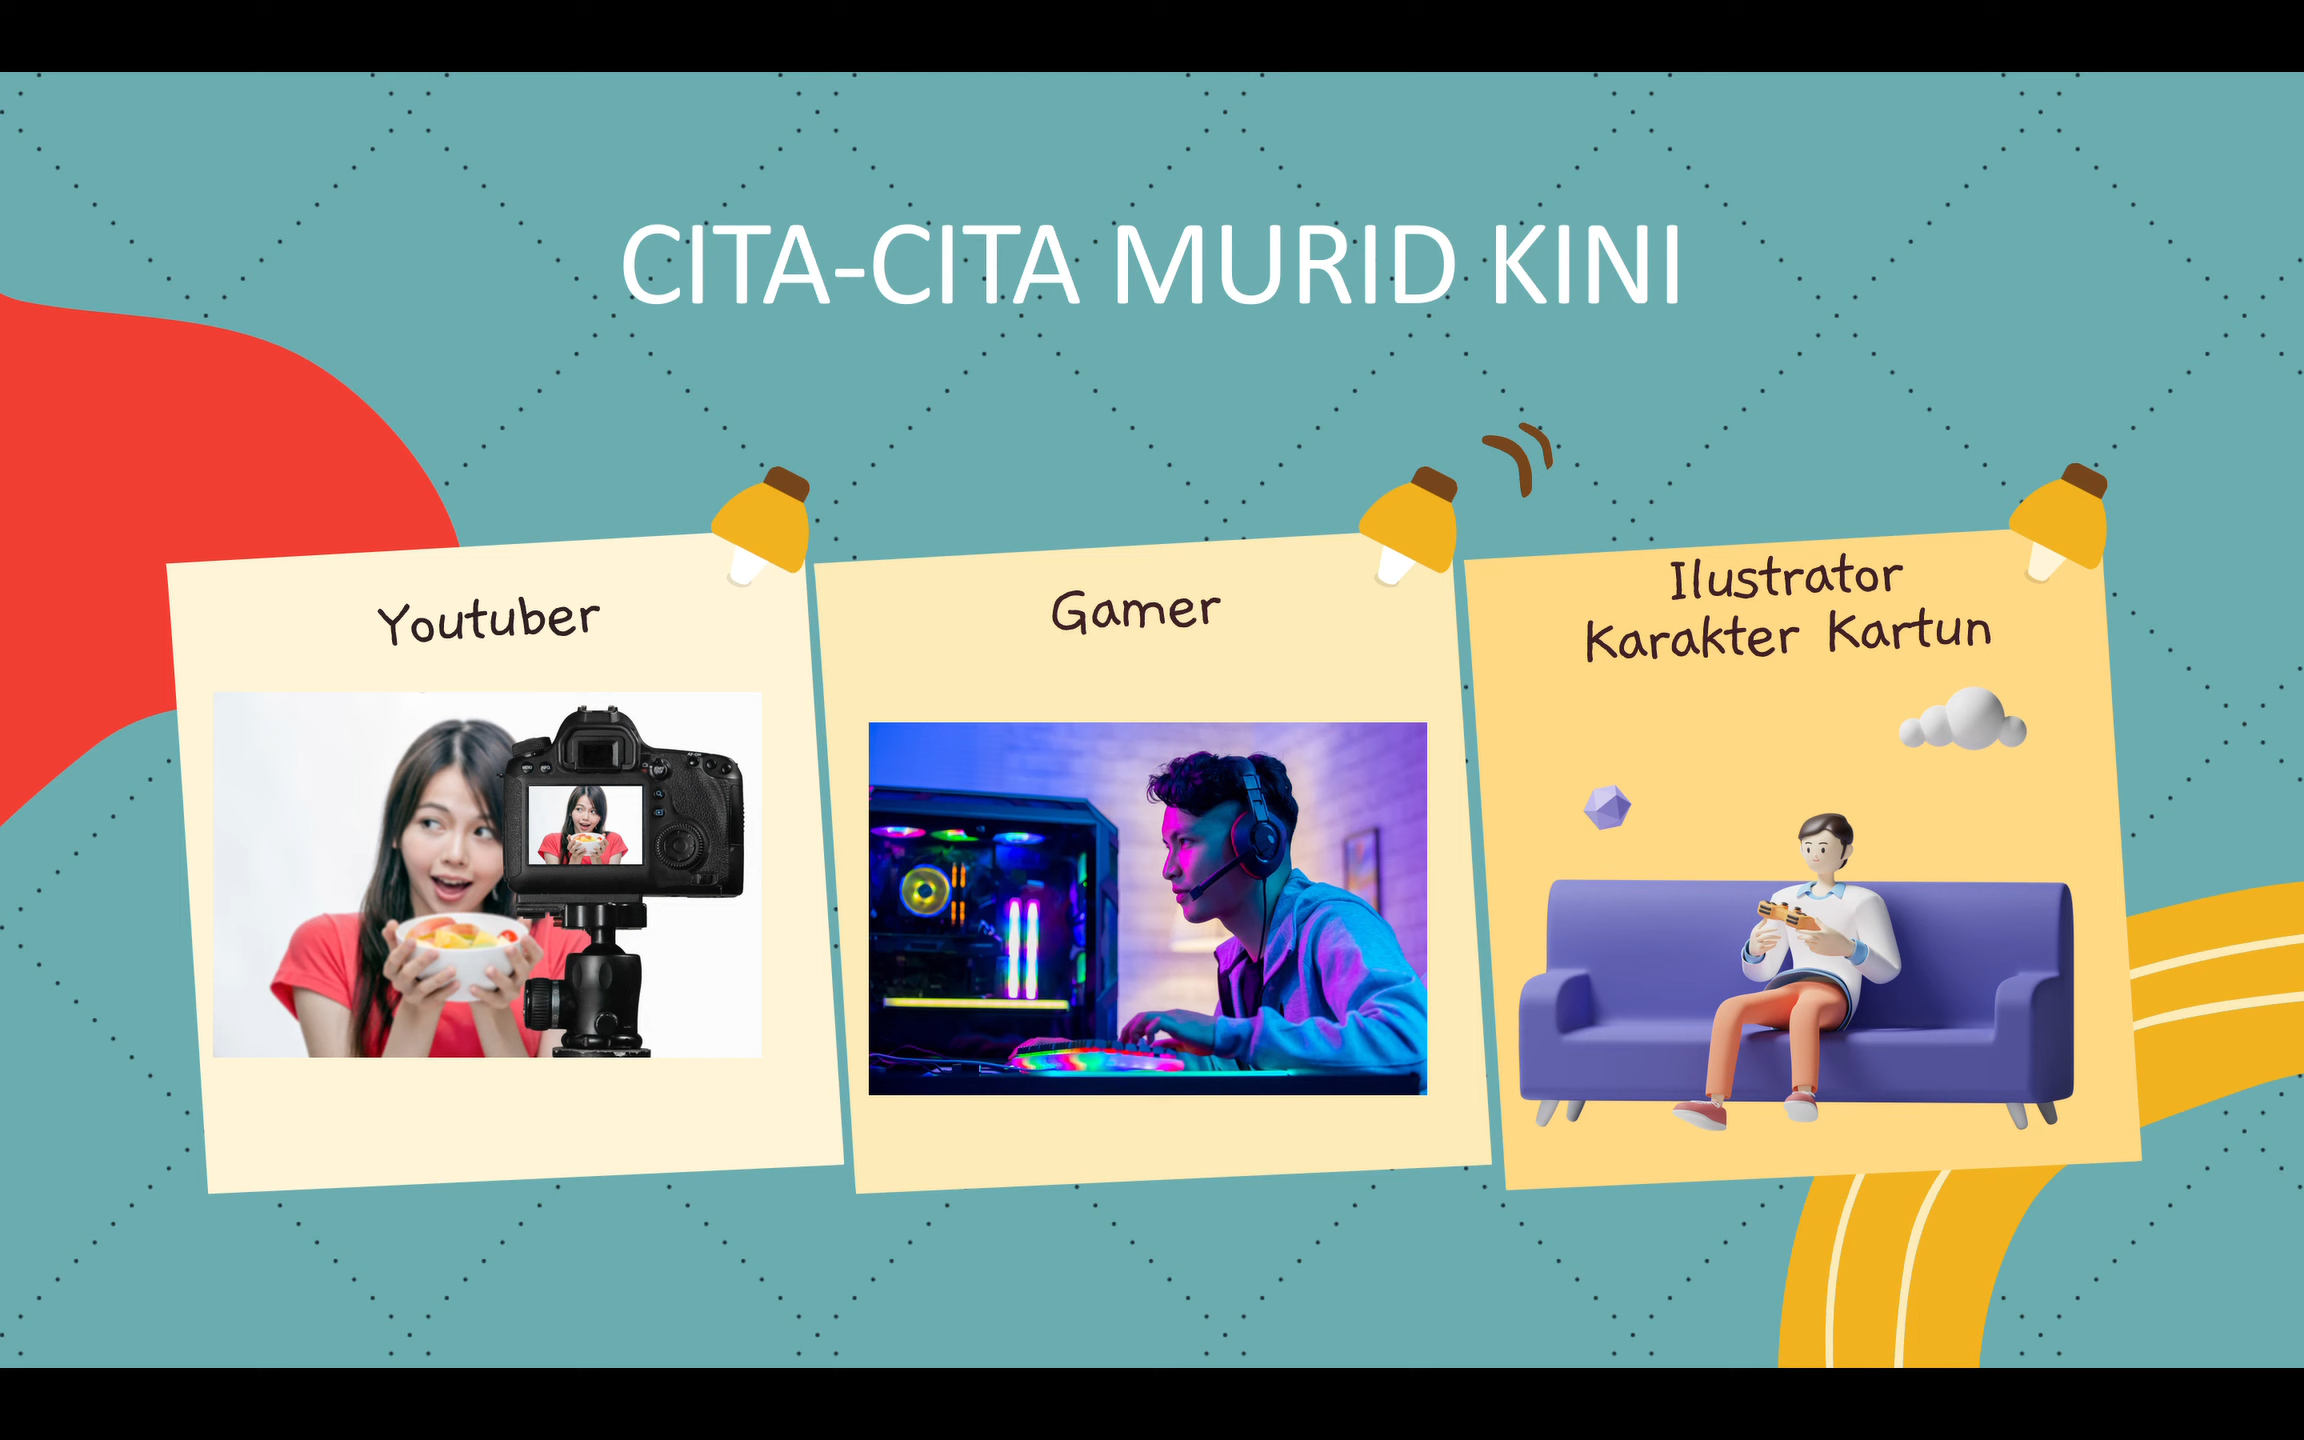 CITA-CITA MURID KINI
Youtuber
Gamer
Ilustrator
Karakter Kartun